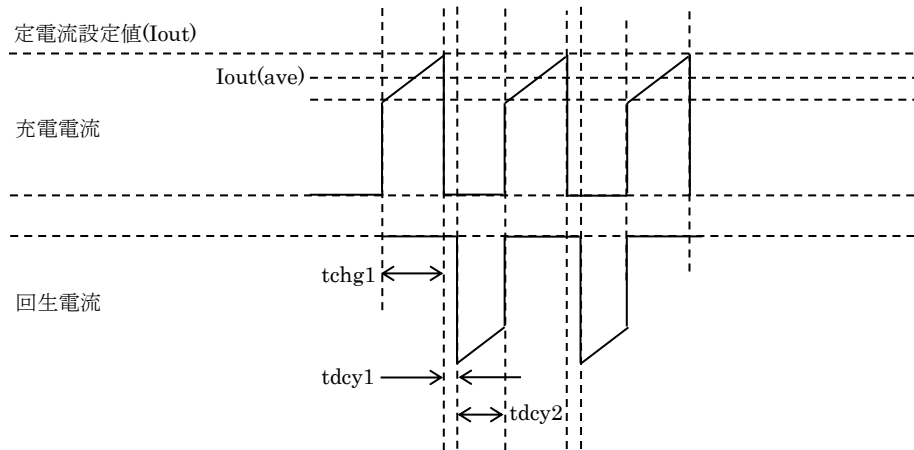 定電流設定値(Iout)
Iout(ave)
充電電流
tchg1
回生電流
tdcy1
tdcy2